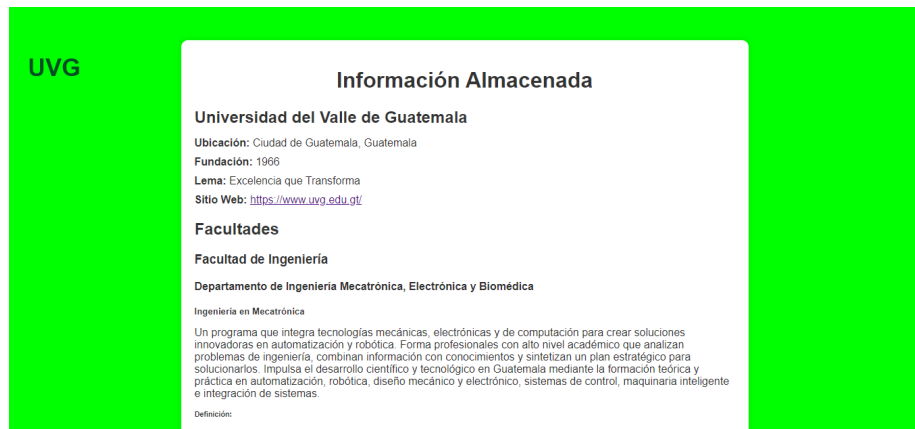 UVG
Información Almacenada
Universidad del Valle de Guatemala
Ubicación: Ciudad de Guatemala, Guatemala
Fundación: 1966
Lema: Excelencia que Transforma
Sitio Web: https://www.uvg.edu.gt/
Facultades
Facultad de Ingeniería
Departamento de Ingeniería Mecatrónica, Electrónica y Biomédica
Ingeniería en Mecatrónica
Un programa que integra tecnologías mecánicas, electrónicas y de computación para crear soluciones
innovadoras en automatización y robótica. Forma profesionales con alto nivel académico que analizan
problemas de ingeniería, combinan información con conocimientos y sintetizan un plan estratégico para
solucionarlos. Impulsa el desarrollo científico y tecnológico en Guatemala mediante la formación teórica y
práctica en automatización, robótica, diseño mecánico y electrónico, sistemas de control, maquinaria inteligente
e integración de sistemas.
Definición: